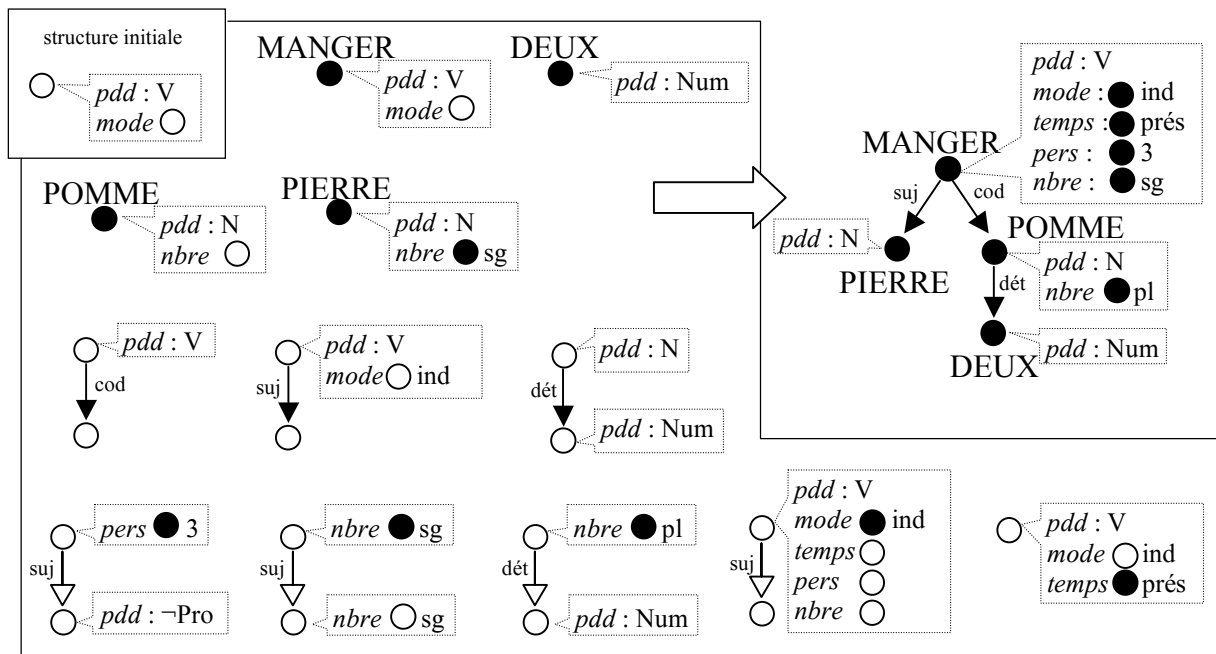 structure initiale
pdd : V
mode
MANGER
pdd : V
mode
DEUX
pdd : Num
POMME
pdd : N
nbre
PIERRE
pdd : N
nbre sg
pdd : V
cod
pdd : V
mode ind
suj
pdd : N
dét
pdd : Num
pers 3
suj
pdd : ¬Pro
nbre sg
suj
nbre sg
nbre pl
dét
pdd : Num
pdd : V
mode ind
temps
pers
nbre
suj
pdd : V
mode ind
temps prés
pdd : V
mode : ind
temps : prés
pers : 3
nbre : sg
MANGER
suj
cod
pdd : N
PIERRE
POMME
pdd : N
nbre pl
dét
pdd : Num
DEUX